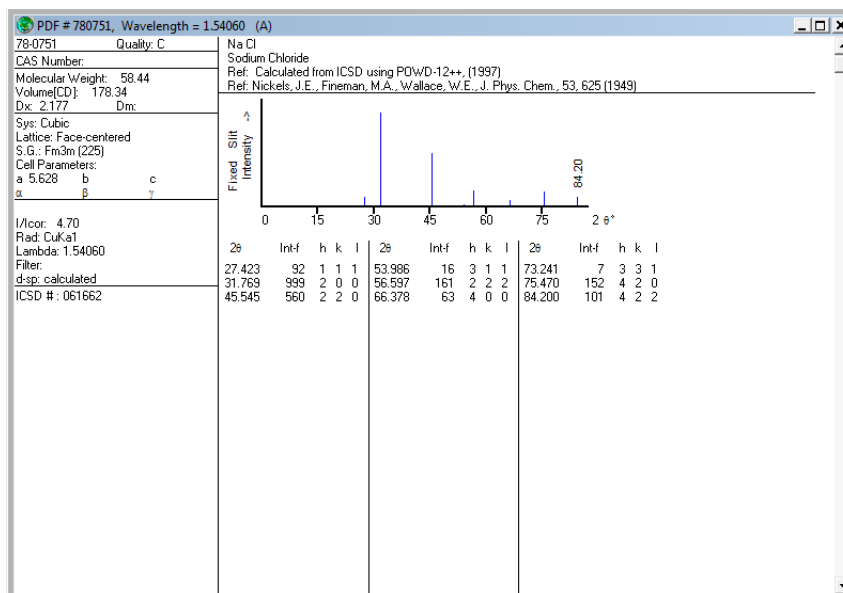 PDF # 780751, Wavelength = 1.54060 (A)
78-0751 Quality: C
CAS Number:
Molecular Weight: 58.44
Volume[CD]: 178.34
Dx: 2.177 Dm:
Sys: Cubic
Lattice: Face-centered
S.G.: Fm3m (225)
Cell Parameters:
a 5.628 b c
α β γ
I/Icor: 4.70
Rad: CuKa1
Lambda: 1.54060
Filter:
d-sp: calculated
ICSD # : 061662
Na Cl
Sodium Chloride
Ref: Calculated from ICSD using POWD-12++, (1997)
Ref: Nickels, J.E., Fineman, M.A., Wallace, W.E., J. Phys. Chem., 53, 625 (1949)
Fixed Slit
Intensity ->
84.20
0 15 30 45 60 75 2 θ°
2θ Int-f h k l 2θ Int-f h k l 2θ Int-f h k l
27.423 92 1 1 1 53.986 16 3 1 1 73.241 7 3 3 1
31.769 999 2 0 0 56.597 161 2 2 2 75.470 152 4 2 0
45.545 560 2 2 0 66.378 63 4 0 0 84.200 101 4 2 2